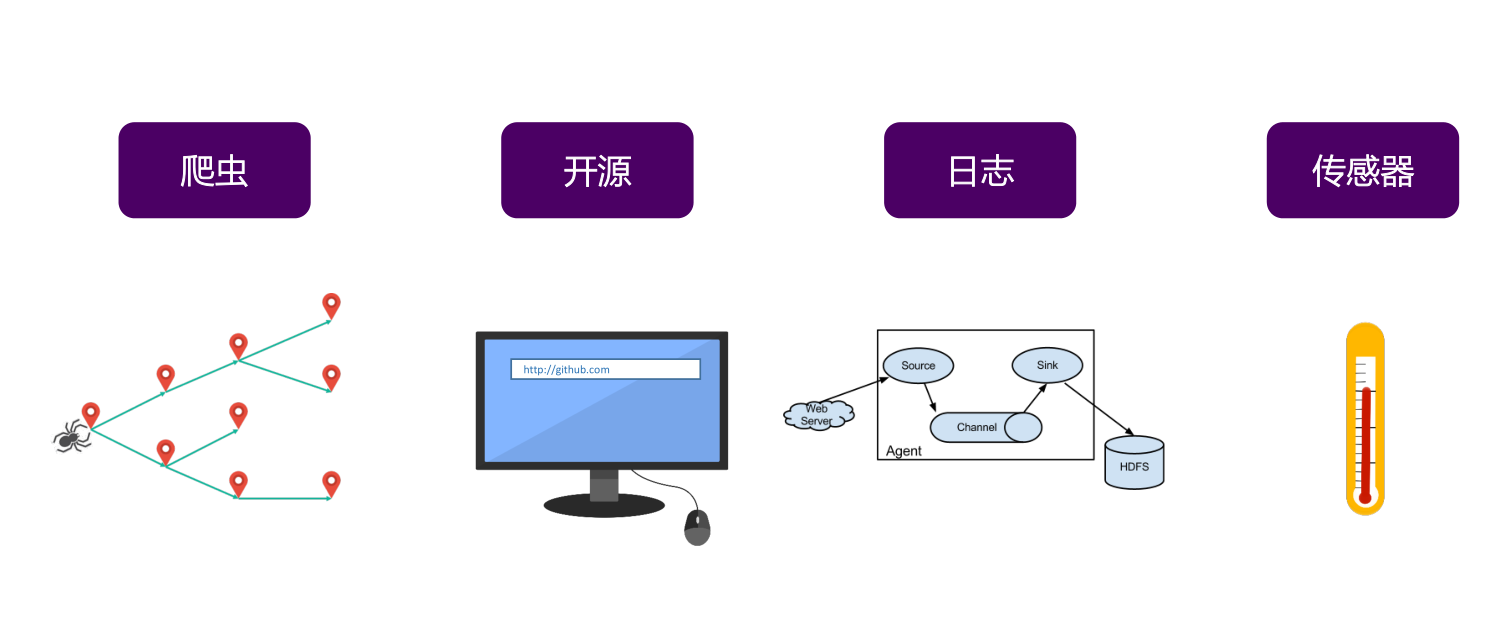 爬虫
开源
日志
传感器
http://github.com
Source
Sink
Web
Server
Channel
Agent
HDFS